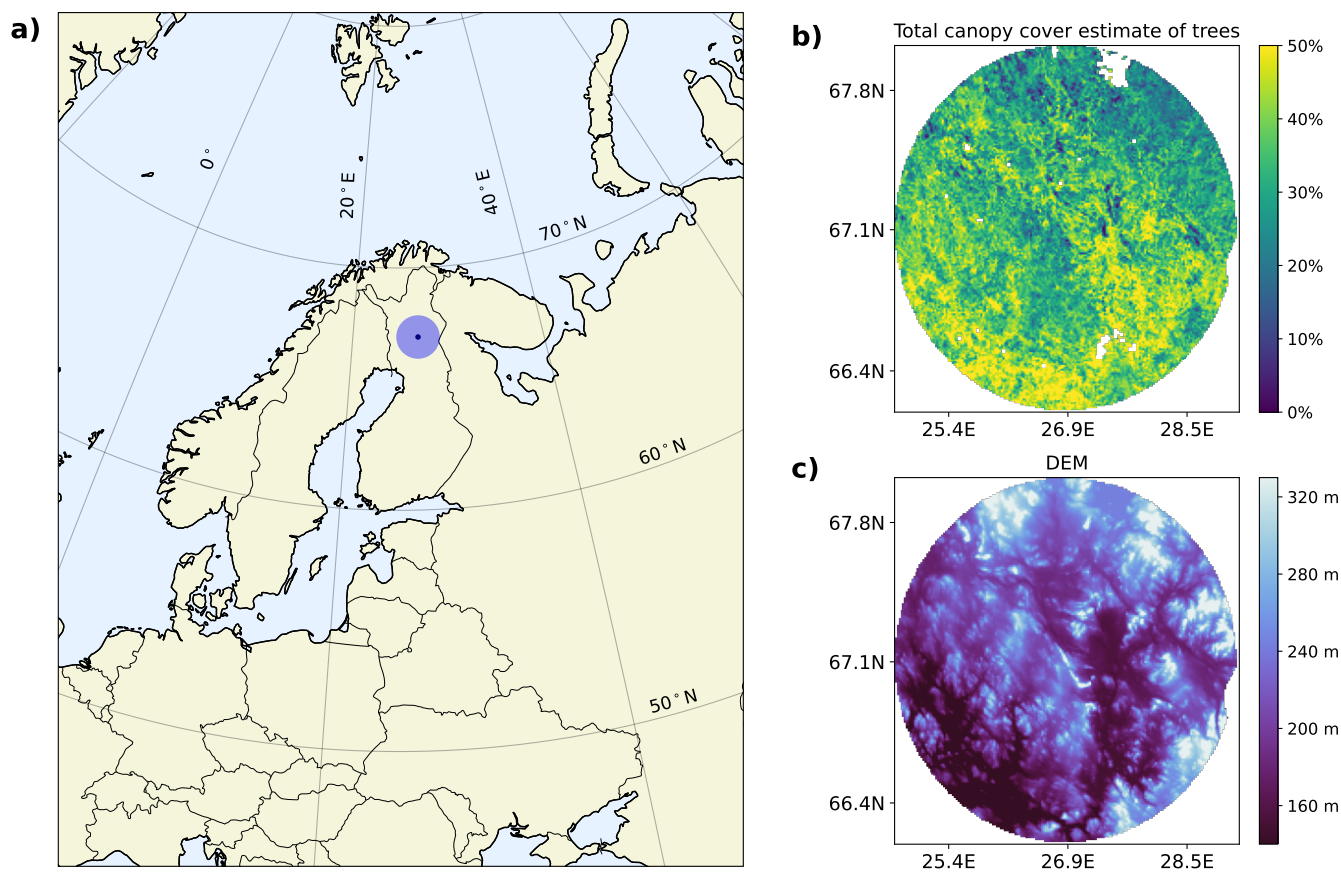 a)
0°
20°E
40°E
70°N
60°N
50°N
b)
Total canopy cover estimate of trees
67.8N
67.1N
66.4N
25.4E 26.9E 28.5E
50%
40%
30%
20%
10%
0%
c)
DEM
67.8N
67.1N
66.4N
25.4E 26.9E 28.5E
320 m
280 m
240 m
200 m
160 m